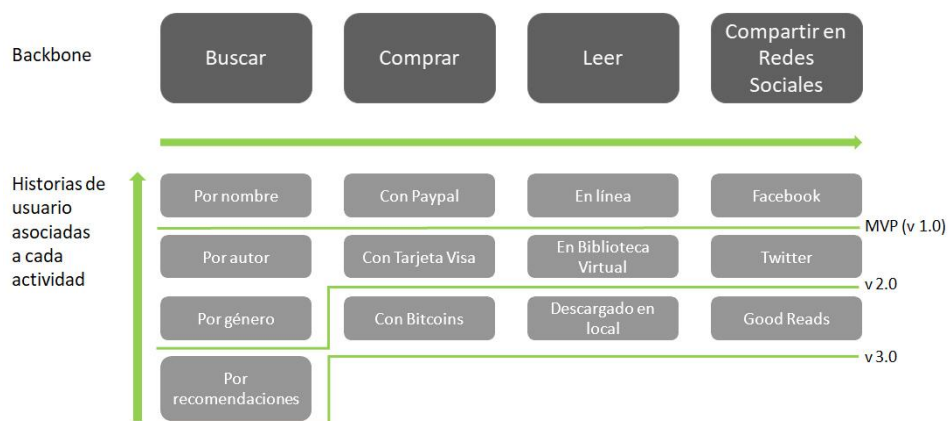 Backbone
Buscar
Comprar
Leer
Compartir en
Redes
Sociales
Historias de
usuario
asociadas
a cada
actividad
Por nombre
Con Paypal
En línea
Facebook
MVP (v 1.0)
Por autor
Con Tarjeta Visa
En Biblioteca
Virtual
Twitter
v 2.0
Por género
Con Bitcoins
Descargado en
local
Good Reads
v 3.0
Por
recomendaciones